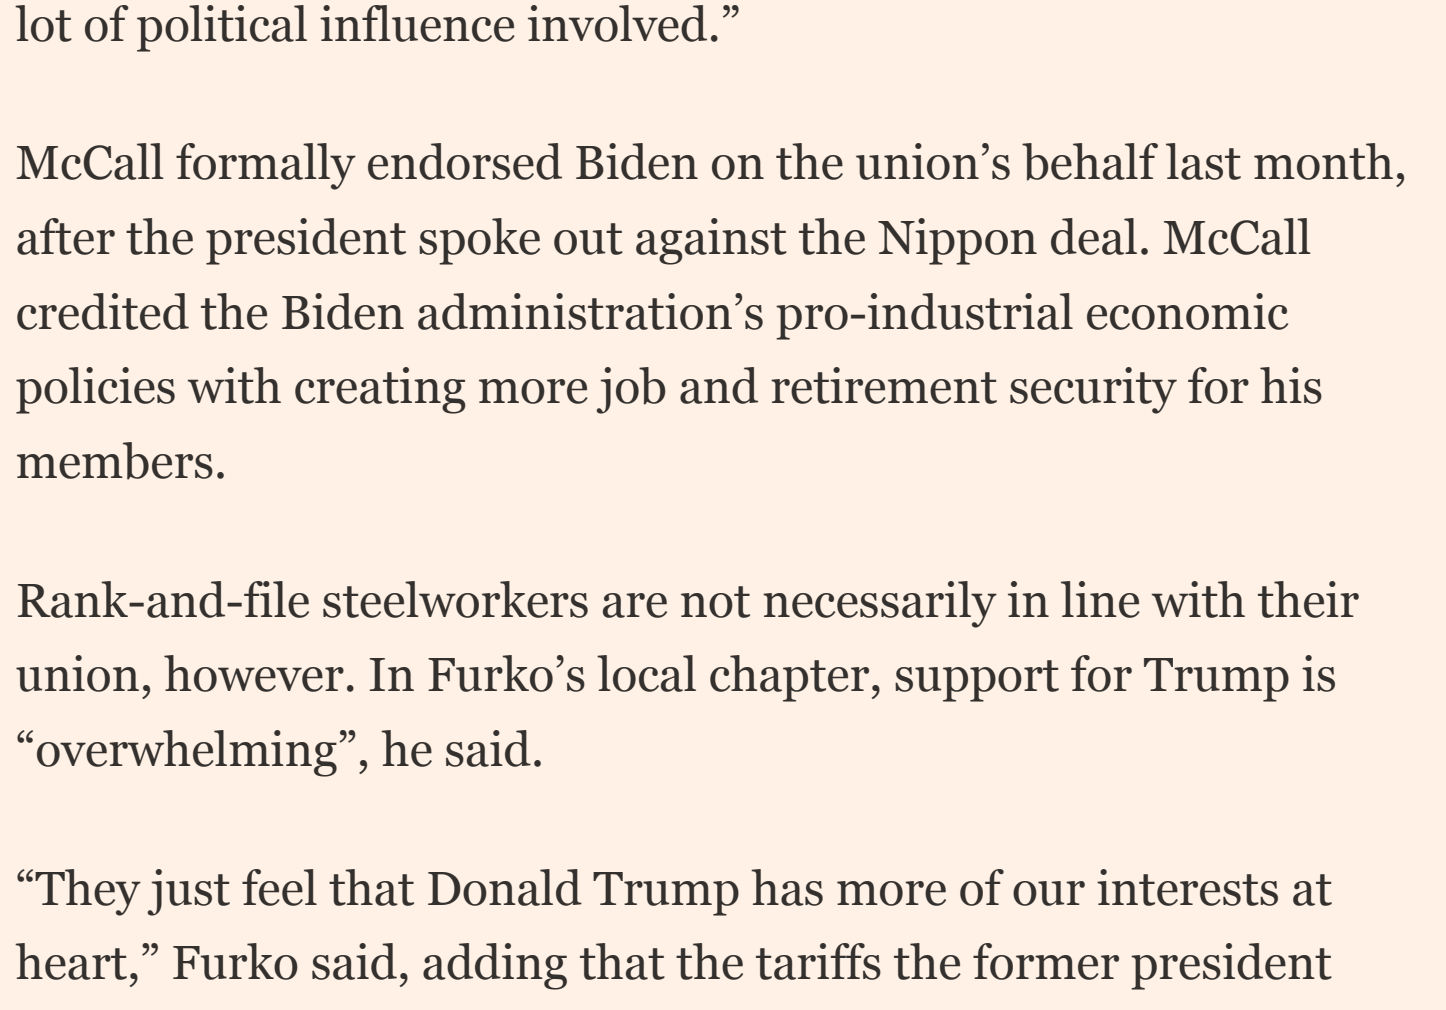 lot of political influence involved.”
McCall formally endorsed Biden on the union’s behalf last month,
after the president spoke out against the Nippon deal. McCall
credited the Biden administration’s pro-industrial economic
policies with creating more job and retirement security for his
members.
Rank-and-file steelworkers are not necessarily in line with their
union, however. In Furko’s local chapter, support for Trump is
“overwhelming”, he said.
“They just feel that Donald Trump has more of our interests at
heart,” Furko said, adding that the tariffs the former president